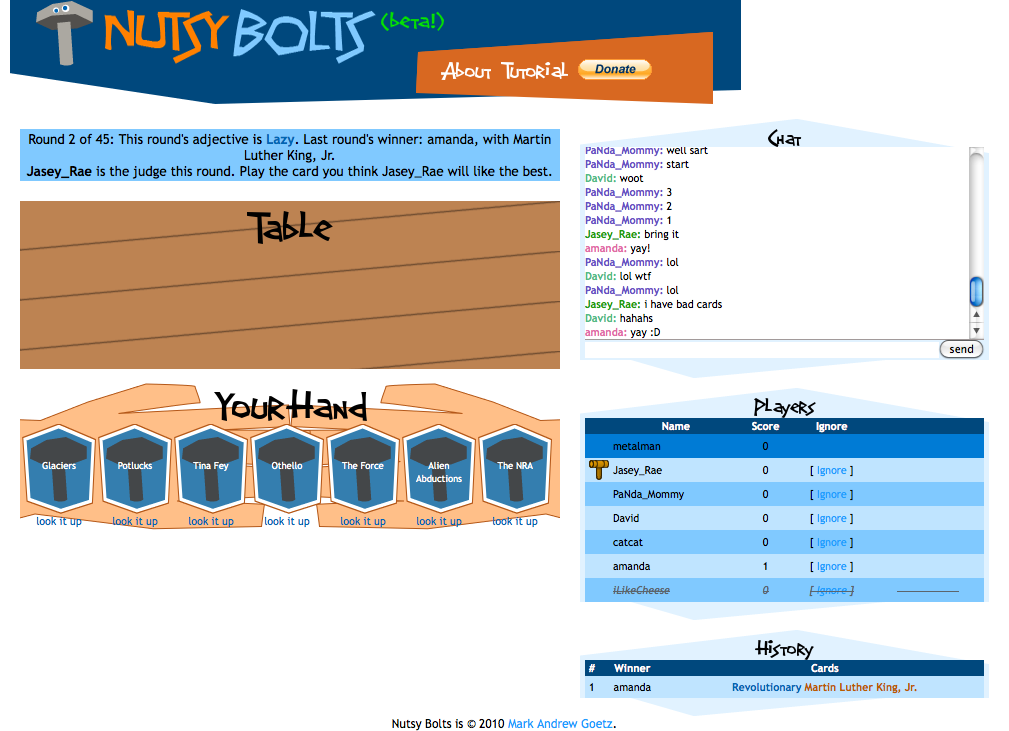 NUTSY BOLTS (beta!)
About Tutorial Donate
Round 2 of 45: This round's adjective is Lazy. Last round's winner: amanda, with Martin
Luther King, Jr.
Jasey_Rae is the judge this round. Play the card you think Jasey_Rae will like the best.
Table
Your Hand
Glaciers
Potlucks
Tina Fey
Othello
The Force
Alien
Abductions
The NRA
look it up look it up look it up look it up look it up look it up look it up
Chat
PaNda_Mommy: well sart
PaNda_Mommy: start
David: woot
PaNda_Mommy: 3
PaNda_Mommy: 2
PaNda_Mommy: 1
Jasey_Rae: bring it
amanda: yay!
PaNda_Mommy: lol
David: lol wtf
PaNda_Mommy: lol
Jasey_Rae: i have bad cards
David: hahahs
amanda: yay :D
send
Players
Name Score Ignore
metalman 0
Jasey_Rae 0 [ Ignore ]
PaNda_Mommy 0 [ Ignore ]
David 0 [ Ignore ]
catcat 0 [ Ignore ]
amanda 1 [ Ignore ]
ILIkeCheese 0 [ Ignore ]
History
# Winner Cards
1 amanda Revolutionary Martin Luther King, Jr.
Nutsy Bolts is © 2010 Mark Andrew Goetz.